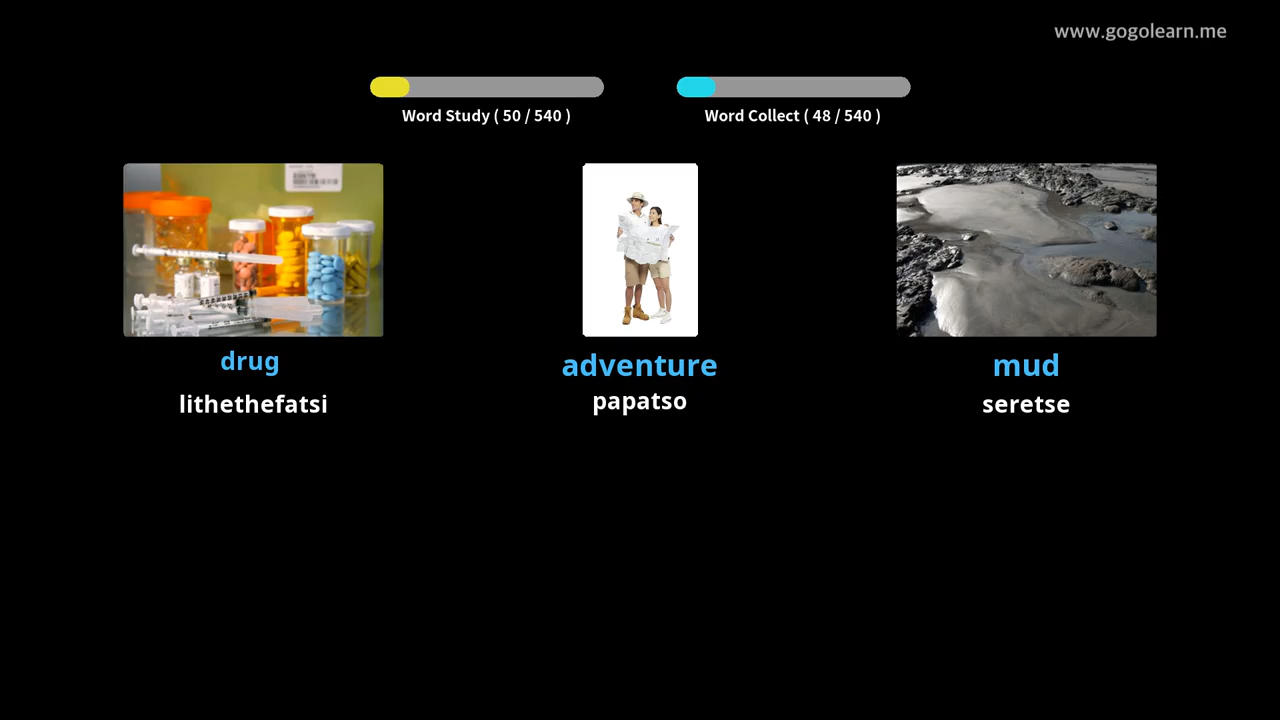 www.gogolearn.me
Word Study ( 50 / 540 )
Word Collect ( 48 / 540 )
drug
lithethefatsi
adventure
papatso
mud
seretse